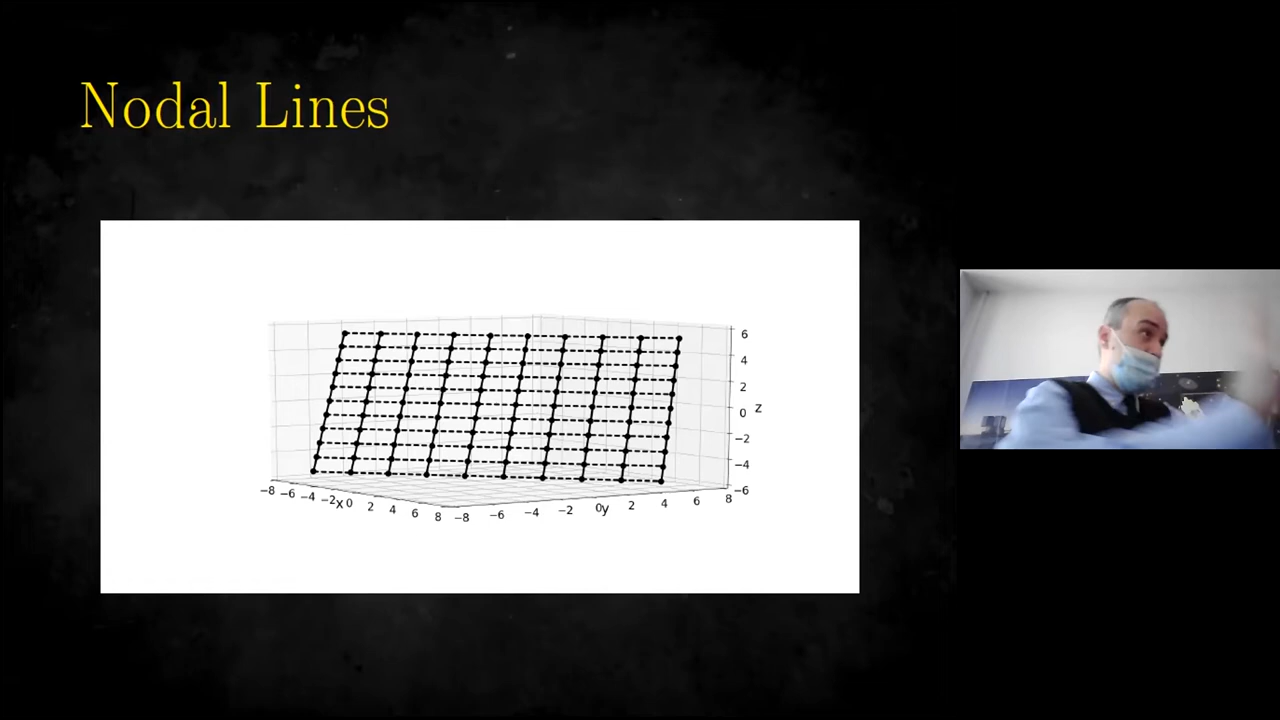 Nodal Lines
6
4
2
0
z
−2
−4
−6
−8 −6 −4 −2 x 0 2 4 6 8
−8 −6 −4 −2 0 y 2 4 6 8